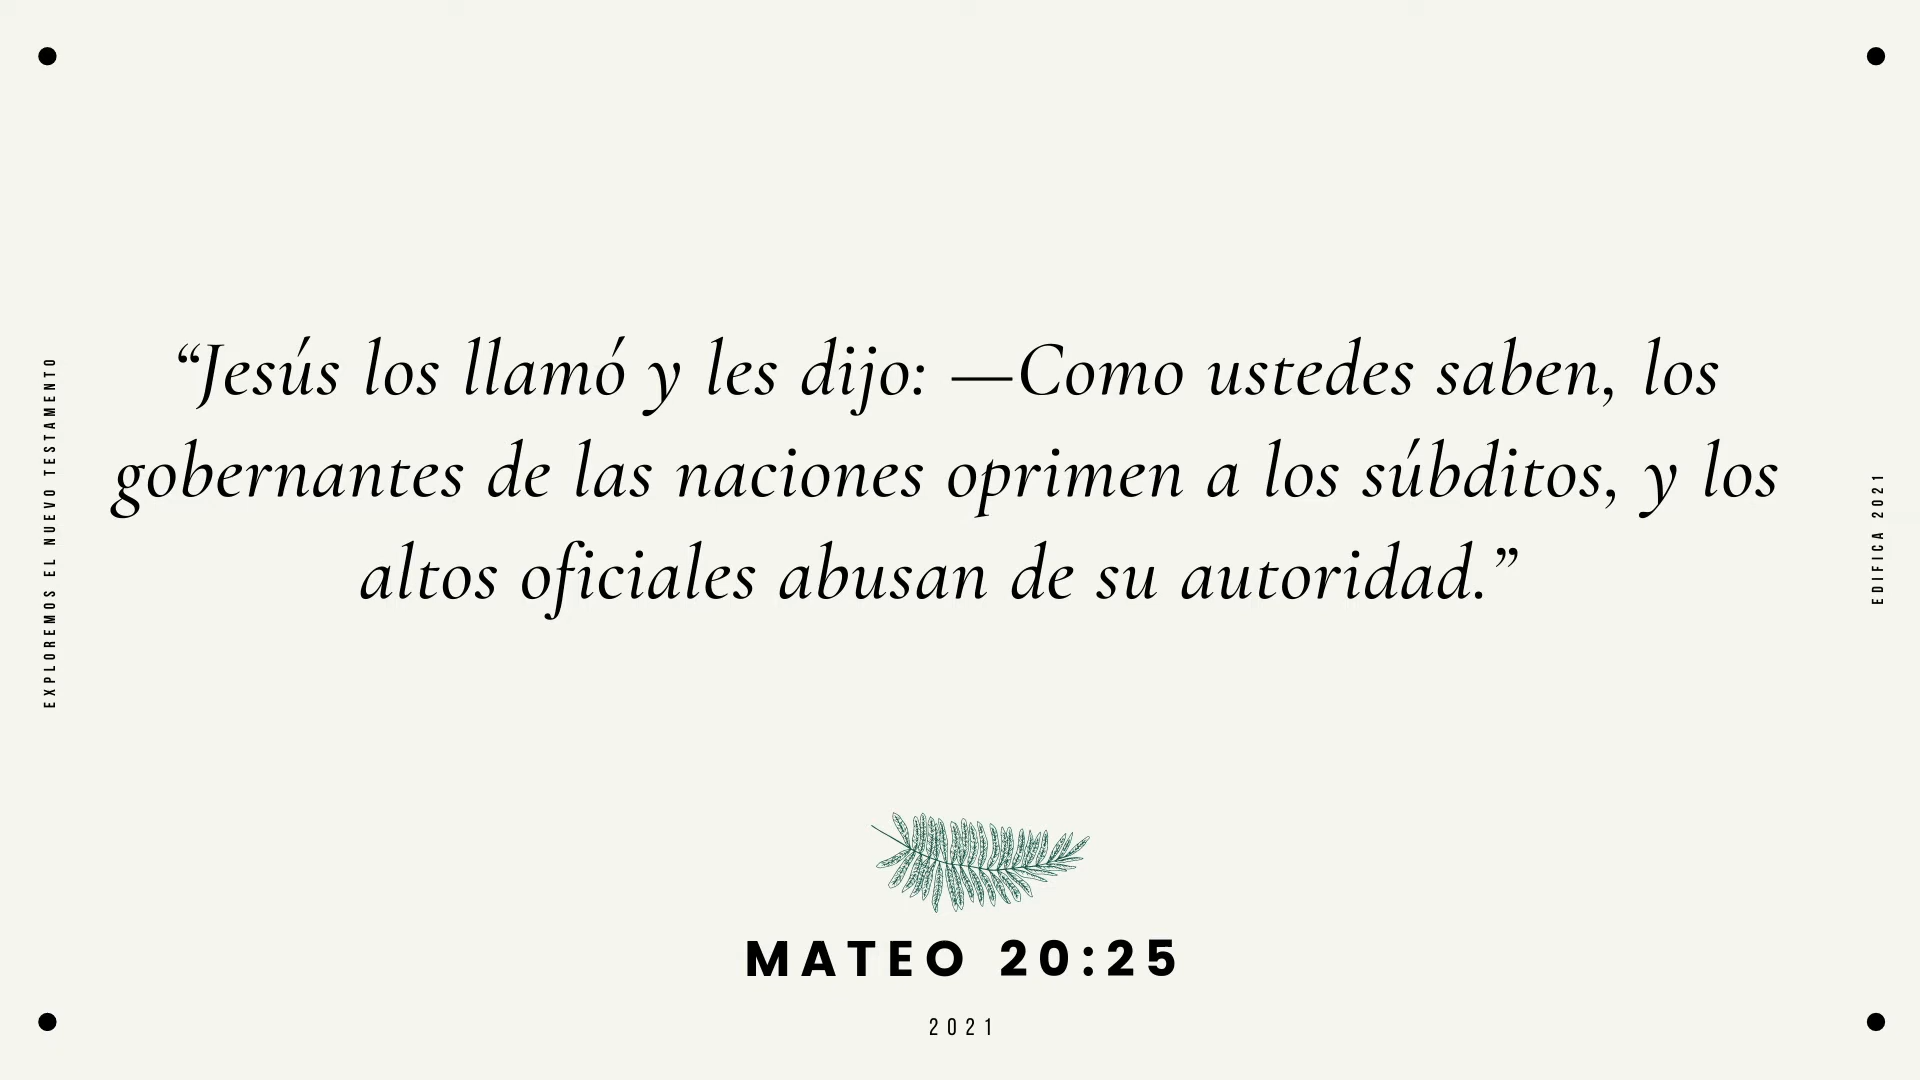 “Jesús los llamó y les dijo: —Como ustedes saben, los
gobernantes de las naciones oprimen a los súbditos, y los
altos oficiales abusan de su autoridad.”
EXPLOREMOS EL NUEVO TESTAMENTO
EDIFICA 2021
MATEO 20:25
2021